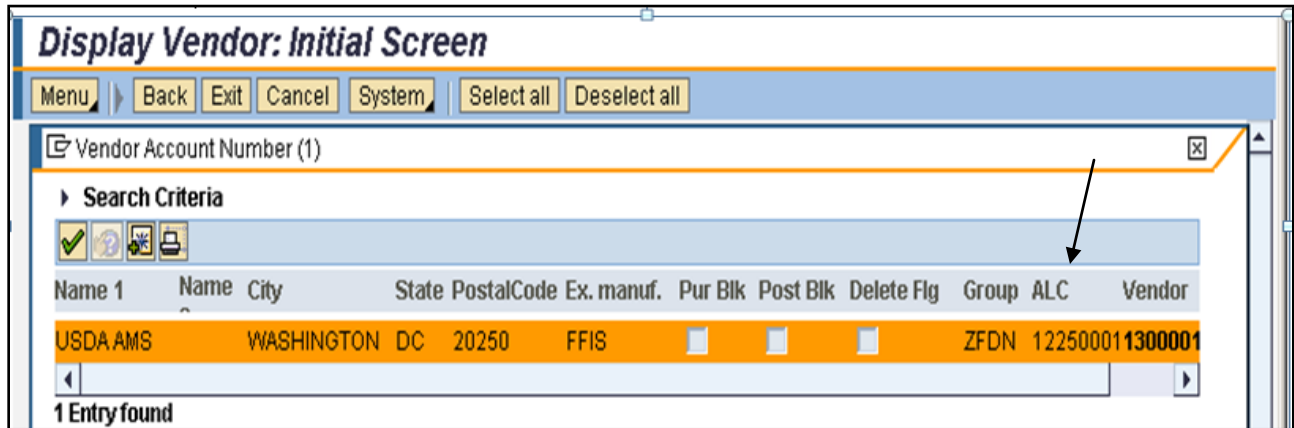 Display Vendor: Initial Screen
Menu Back Exit Cancel System Select all Deselect all
Vendor Account Number (1)
Search Criteria
Name 1 Name City State PostalCode Ex. manuf. Pur Blk Post Blk Delete Flg Group ALC Vendor
USDA AMS WASHINGTON DC 20250 FFIS ZFDN 12250001 1300001
1 Entry found